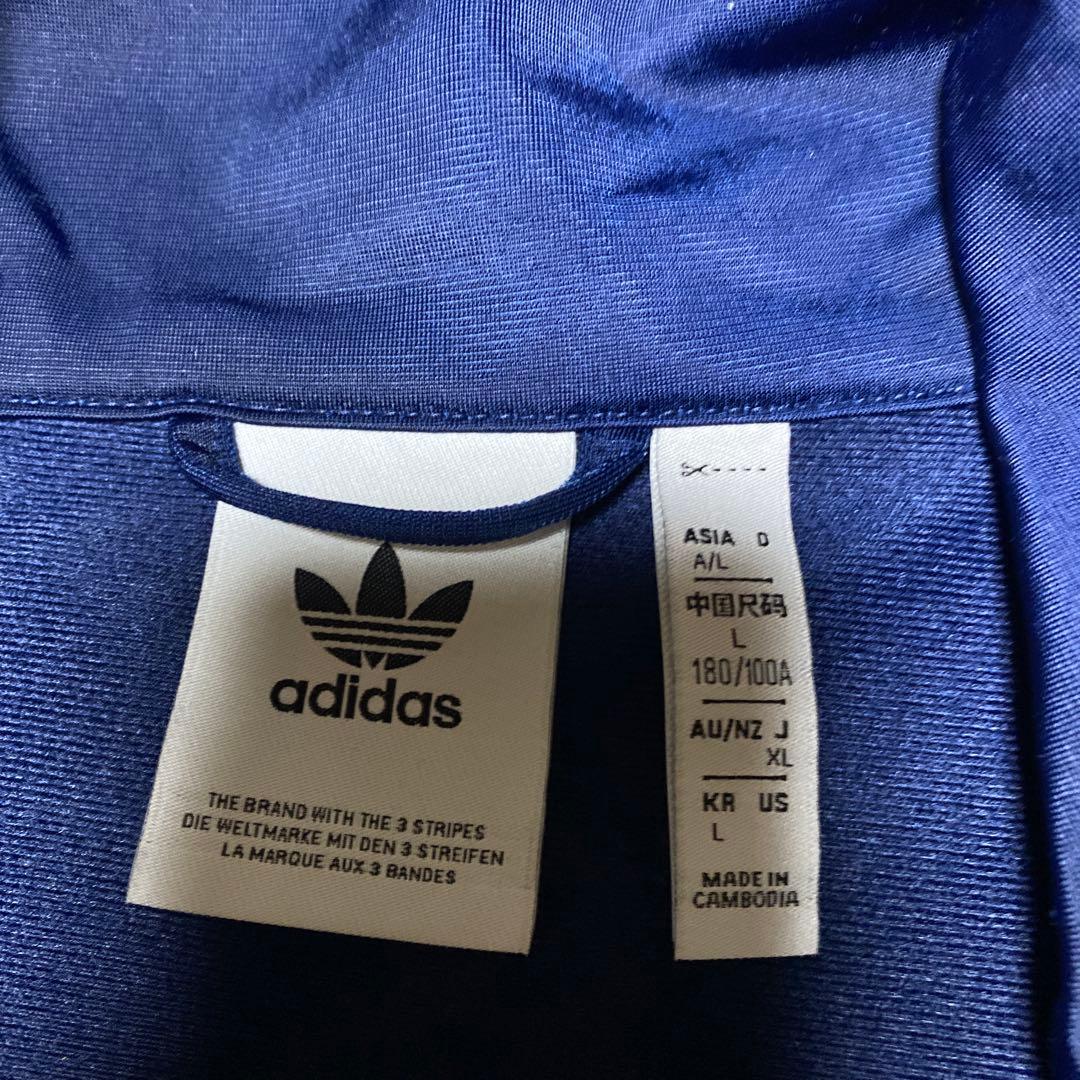 adidas
THE BRAND WITH THE 3 STRIPES
DIE WELTMARKE MIT DEN 3 STREIFEN
LA MARQUE AUX 3 BANDES
ASIA D
A/L
中国尺码
L
180/100A
AU/NZ J
XL
KR US
L
MADE IN
CAMBODIA